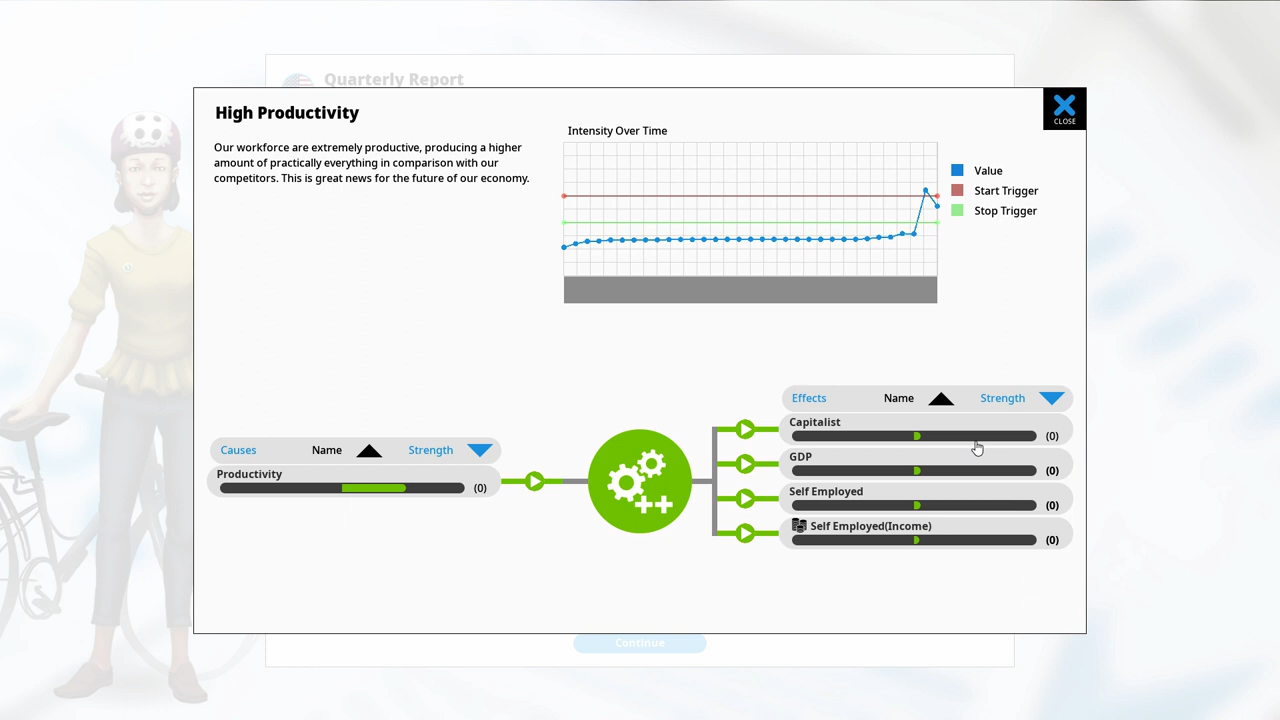 Quarterly Report
High Productivity
CLOSE
Our workforce are extremely productive, producing a higher
amount of practically everything in comparison with our
competitors. This is great news for the future of our economy.
Intensity Over Time
Value
Start Trigger
Stop Trigger
Effects Name Strength
Capitalist
(0)
GDP
(0)
Self Employed
(0)
Self Employed(Income)
(0)
Causes Name Strength
Productivity
(0)
Continue